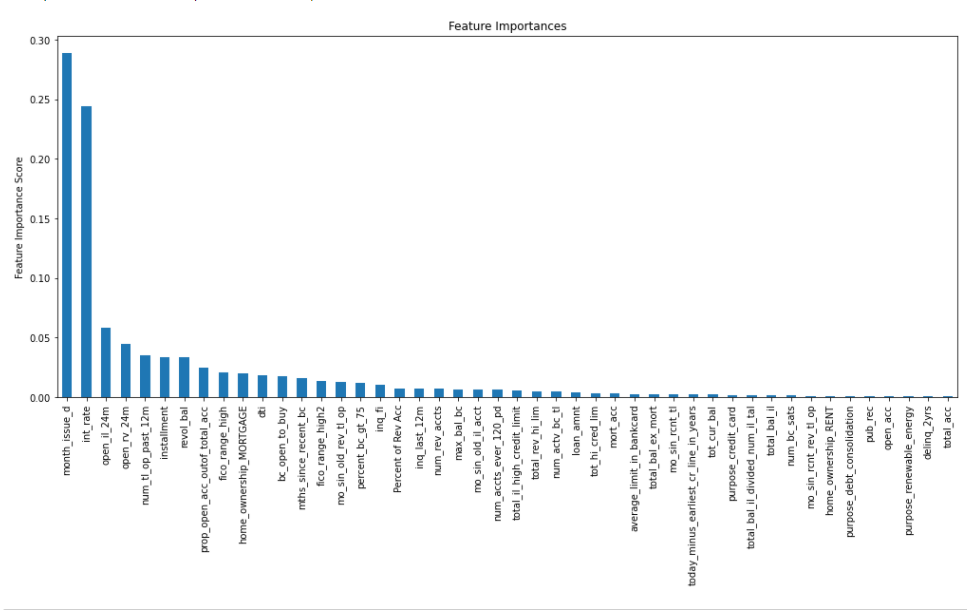 Feature Importances
0.30
0.25
0.20
0.15
0.10
0.05
0.00
Feature Importance Score
month_issue_d
int_rate
open_il_24m
open_rv_24m
num_tl_op_past_12m
installment
revol_bal
prop_open_acc_outof_total_acc
fico_range_high
home_ownership_MORTGAGE
dti
bc_open_to_buy
mths_since_recent_bc
fico_range_high2
mo_sin_old_rev_tl_op
percent_bc_gt_75
inq_fi
Percent of Rev Acc
inq_last_12m
num_rev_accts
max_bal_bc
mo_sin_old_il_acct
num_accts_ever_120_pd
total_il_high_credit_limit
total_rev_hi_lim
num_actv_bc_tl
loan_amnt
tot_hi_cred_lim
mort_acc
average_limit_in_bankcard
total_bal_ex_mort
mo_sin_rcnt_tl
today_minus_earliest_cr_line_in_years
tot_cur_bal
purpose_credit_card
total_bal_il_divided_num_il_tal
total_bal_il
num_bc_sats
mo_sin_rcnt_rev_tl_op
home_ownership_RENT
purpose_debt_consolidation
pub_rec
open_acc
purpose_renewable_energy
delinq_2yrs
total_acc